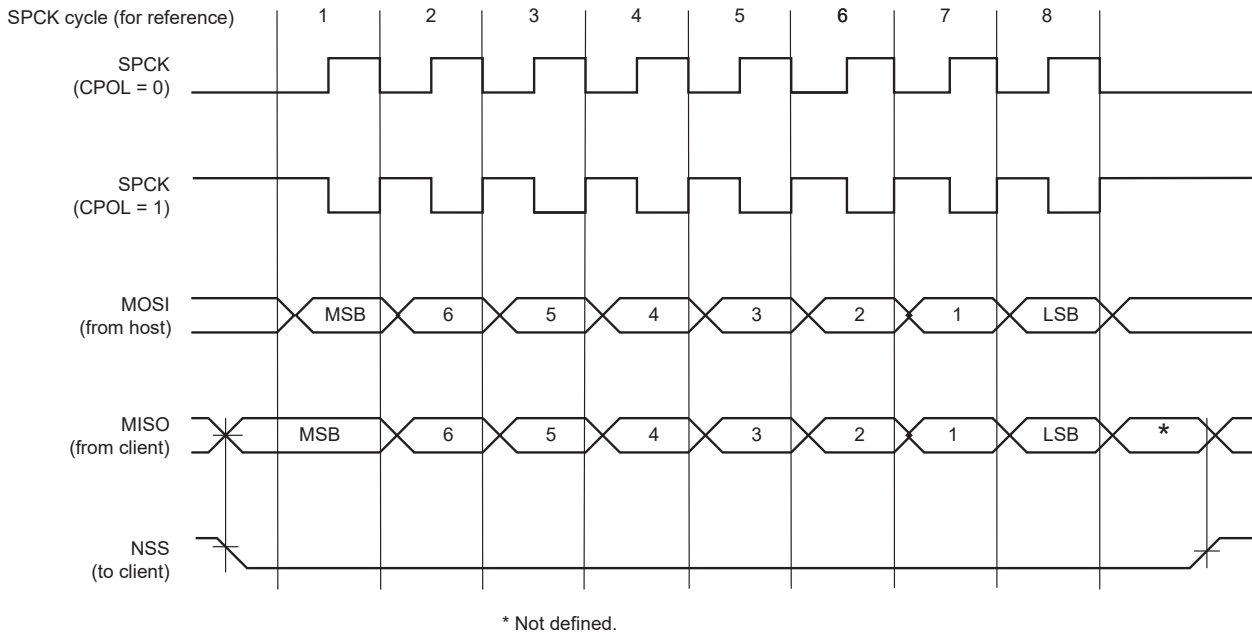 SPCK cycle (for reference) 1 2 3 4 5 6 7 8
SPCK
(CPOL = 0)
SPCK
(CPOL = 1)
MOSI
(from host)
MSB 6 5 4 3 2 1 LSB
MISO
(from client)
MSB 6 5 4 3 2 1 LSB *
NSS
(to client)
* Not defined.